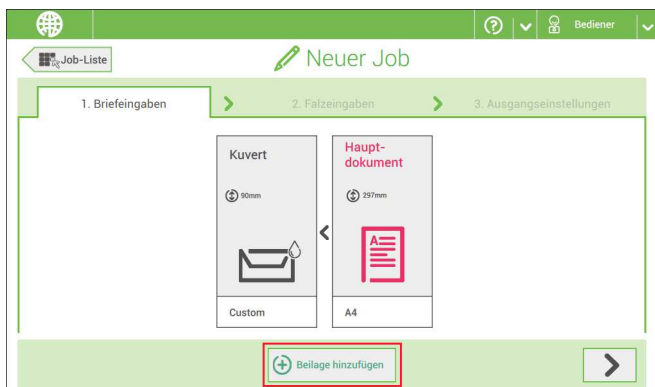 Bediener
Job-Liste
Neuer Job
1. Briefeingaben
2. Falzeingaben
3. Ausgangseinstellungen
Kuvert
90mm
Custom
Haupt-
dokument
297mm
A
A4
Beilage hinzufügen